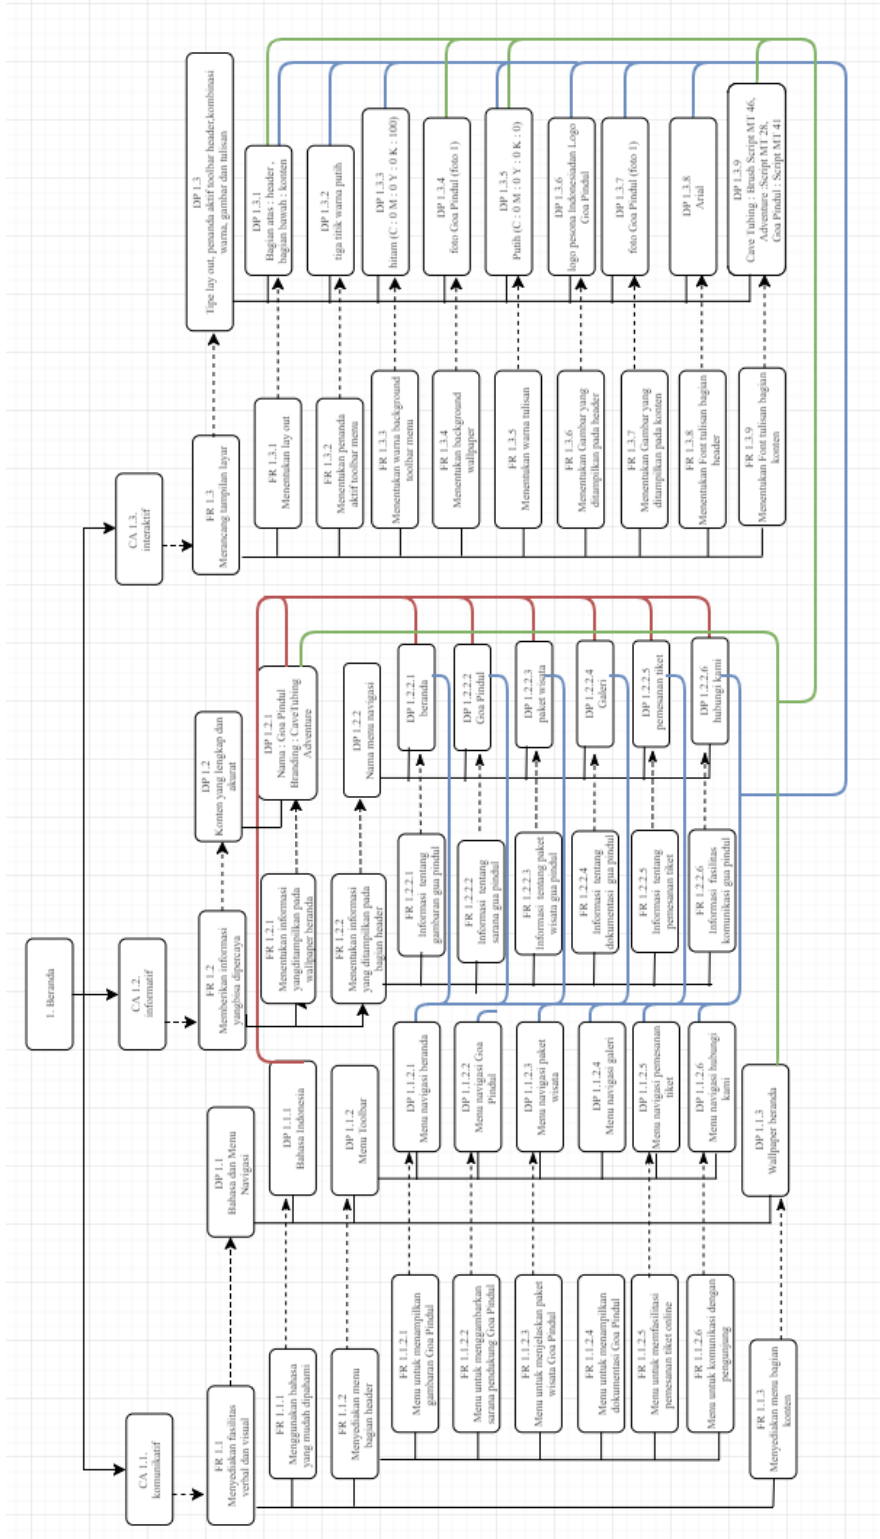 1. Beranda
CA 1.1.
komunikatif
CA 1.2.
informatif
CA 1.3.
interaktif
FR 1.1
Menyediakan fasilitas
verbal dan visual
DP 1.1
Bahasa dan Menu
Navigasi
FR 1.1.1
Menggunakan bahasa
yang mudah dipahami
DP 1.1.1
Bahasa Indonesia
FR 1.1.2
Menyediakan menu
bagian header
DP 1.1.2
Menu Toolbar
FR 1.1.2.1
Menu untuk menampilkan
gambaran Goa Pindul
DP 1.1.2.1
Menu navigasi beranda
FR 1.1.2.2
Menu untuk menggambarkan
sarana pendukung Goa Pindul
DP 1.1.2.2
Menu navigasi Goa
Pindul
FR 1.1.2.3
Menu untuk menjelaskan paket
wisata Goa Pindul
DP 1.1.2.3
Menu navigasi paket
wisata
FR 1.1.2.4
Menu untuk menampilkan
dokumentasi Goa Pindul
DP 1.1.2.4
Menu navigasi galeri
FR 1.1.2.5
Menu untuk memfasilitasi
pemesanan tiket online
DP 1.1.2.5
Menu navigasi pemesanan
tiket
FR 1.1.2.6
Menu untuk komunikasi dengan
pengunjung
DP 1.1.2.6
Menu navigasi hubungi
kami
FR 1.1.3
Menyediakan menu bagian
konten
DP 1.1.3
Wallpaper beranda
FR 1.2
Memberikan informasi
yangbisa dipercaya
DP 1.2
Konten yang lengkap dan
akurat
FR 1.2.1
Menentukan informasi
yangditampilkan pada
wallpaper beranda
DP 1.2.1
Nama : Goa Pindul
Branding : CaveTubing
Adventure
FR 1.2.2
Menentukan informasi
yang ditampilkan pada
bagian header
DP 1.2.2
Nama menu navigasi
FR 1.2.2.1
Informasi tentang
gambaran gua pindul
DP 1.2.2.1
beranda
FR 1.2.2.2
Informasi tentang
sarana gua pindul
DP 1.2.2.2
Goa Pindul
FR 1.2.2.3
Informasi tentang paket
wisata gua pindul
DP 1.2.2.3
paket wisata
FR 1.2.2.4
Informasi tentang
dokumentasi gua pindul
DP 1.2.2.4
Galeri
FR 1.2.2.5
Informasi tentang
pemesanan tiket
DP 1.2.2.5
pemesanan tiket
FR 1.2.2.6
Informasi fasilitas
komunikasi gua pindul
DP 1.2.2.6
hubungi kami
FR 1.3
Merancang tampilan layar
DP 1.3
Tipe lay out, penanda aktif toolbar header,kombinasi
warna, gambar dan tulisan
FR 1.3.1
Menentukan lay out
DP 1.3.1
Bagian atas : header ,
bagian bawah : konten
FR 1.3.2
Menentukan penanda
aktif toolbar menu
DP 1.3.2
tiga titik warna putih
FR 1.3.3
Menentukan warna background
toolbar menu
DP 1.3.3
hitam (C : 0 M : 0 Y : 0 K : 100)
FR 1.3.4
Menentukan background
wallpaper
DP 1.3.4
foto Goa Pindul (foto 1)
FR 1.3.5
Menentukan warna tulisan
DP 1.3.5
Putih (C : 0 M : 0 Y : 0 K : 0)
FR 1.3.6
Menentukan Gambar yang
ditampilkan pada header
DP 1.3.6
logo pesona Indonesiadan Logo
Goa Pindul
FR 1.3.7
Menentukan Gambar yang
ditampilkan pada konten
DP 1.3.7
foto Goa Pindul (foto 1)
FR 1.3.8
Menentukan Font tulisan bagian
header
DP 1.3.8
Arial
FR 1.3.9
Menentukan Font tulisan bagian
konten
DP 1.3.9
Cave Tubing : Brush Script MT 46,
Adventure :Script MT 28,
Goa Pindul : Script MT 41